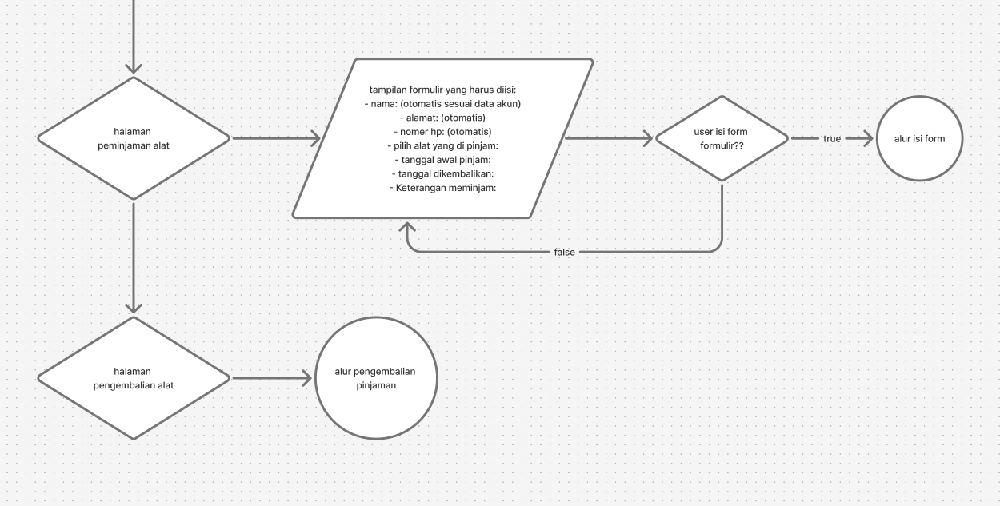 halaman
peminjaman alat
tampilan formulir yang harus diisi:
- nama: (otomatis sesuai data akun)
- alamat: (otomatis)
- nomer hp: (otomatis)
- pilih alat yang di pinjam:
- tanggal awal pinjam:
- tanggal dikembalikan:
- Keterangan meminjam:
user isi form
formulir??
true
alur isi form
false
halaman
pengembalian alat
alur pengembalian
pinjaman